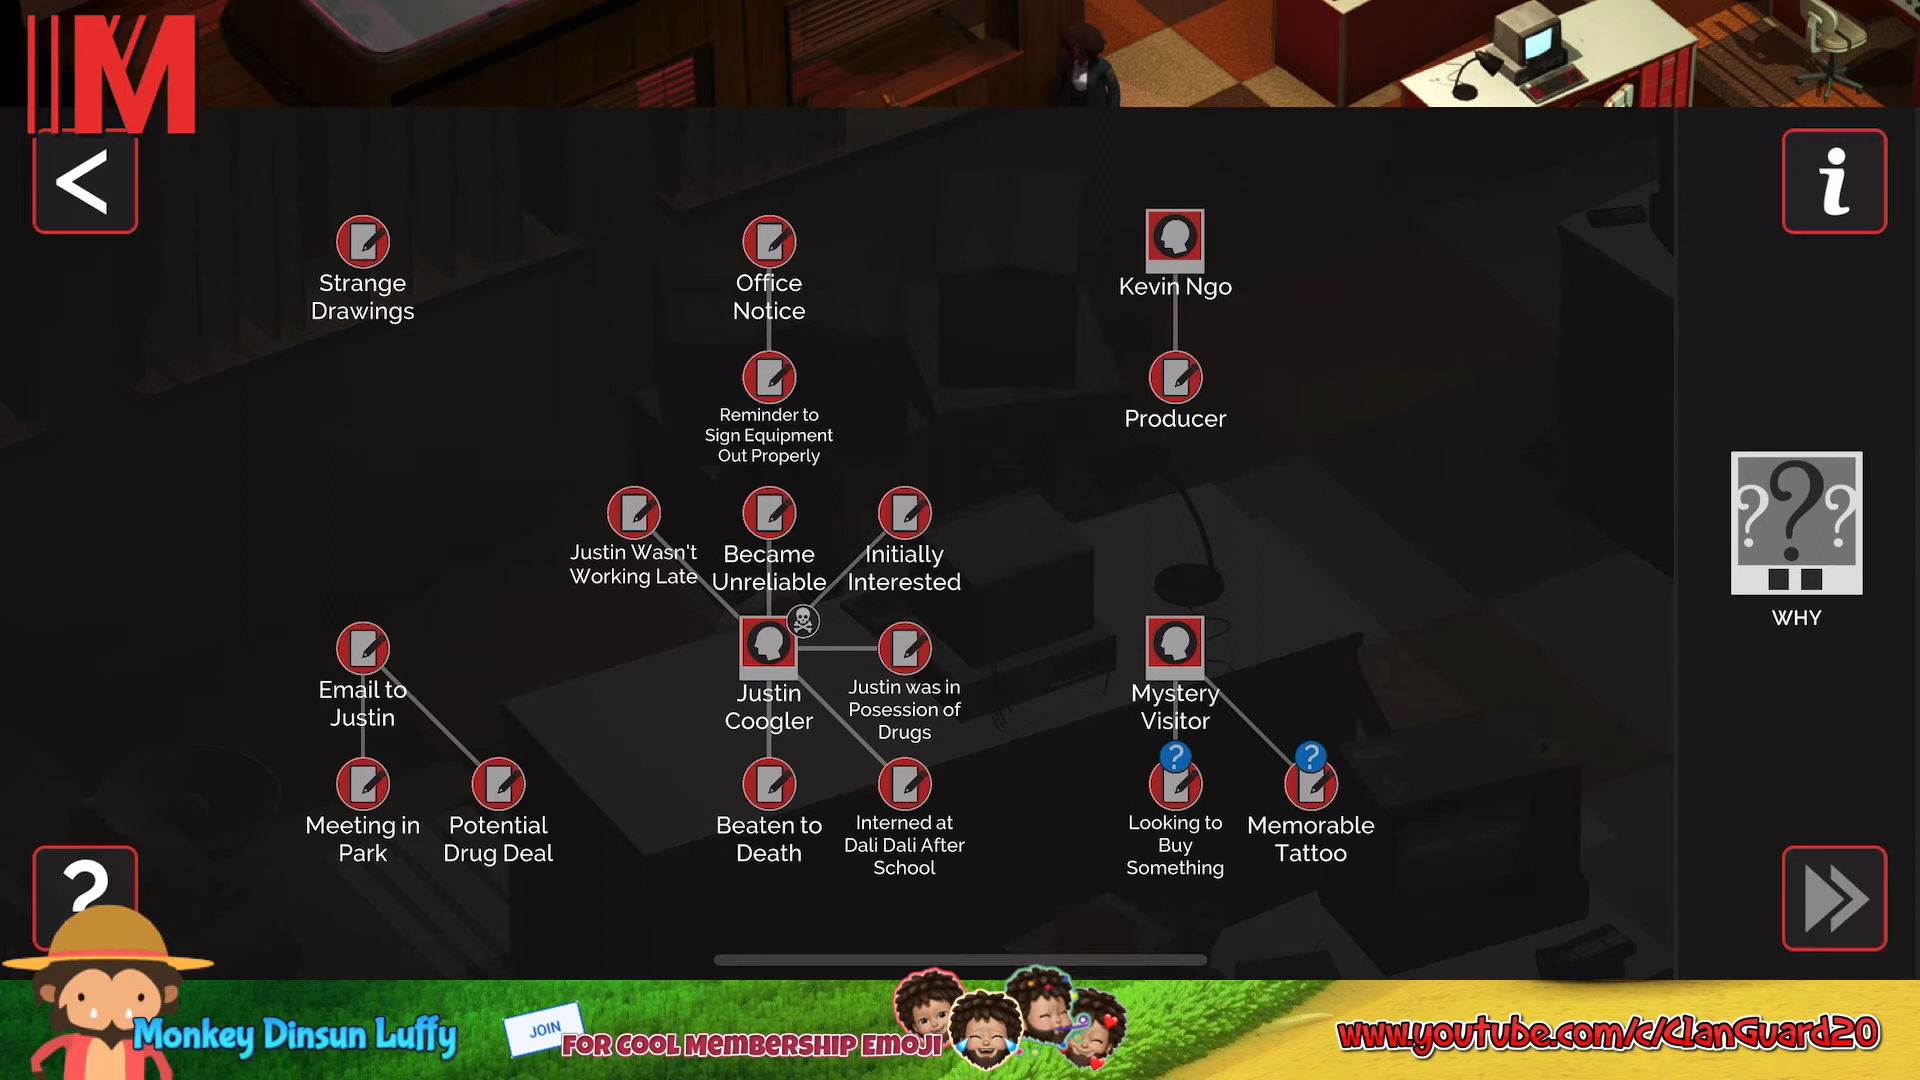 M
<
i
Strange
Drawings
Office
Notice
Kevin Ngo
Reminder to
Sign Equipment
Out Properly
Producer
Justin Wasn't
Working Late
Became
Unreliable
Initially
Interested
???
WHY
Email to
Justin
Justin
Coogler
Justin was in
Posession of
Drugs
Mystery
Visitor
?
?
Meeting in
Park
Potential
Drug Deal
Beaten to
Death
Interned at
Dali Dali After
School
Looking to
Buy
Something
Memorable
Tattoo
?
Monkey Dinsun Luffy
JOIN
FOR COOL MEMBERSHIP EMOJI
www.youtube.com/c/ClanGuard20